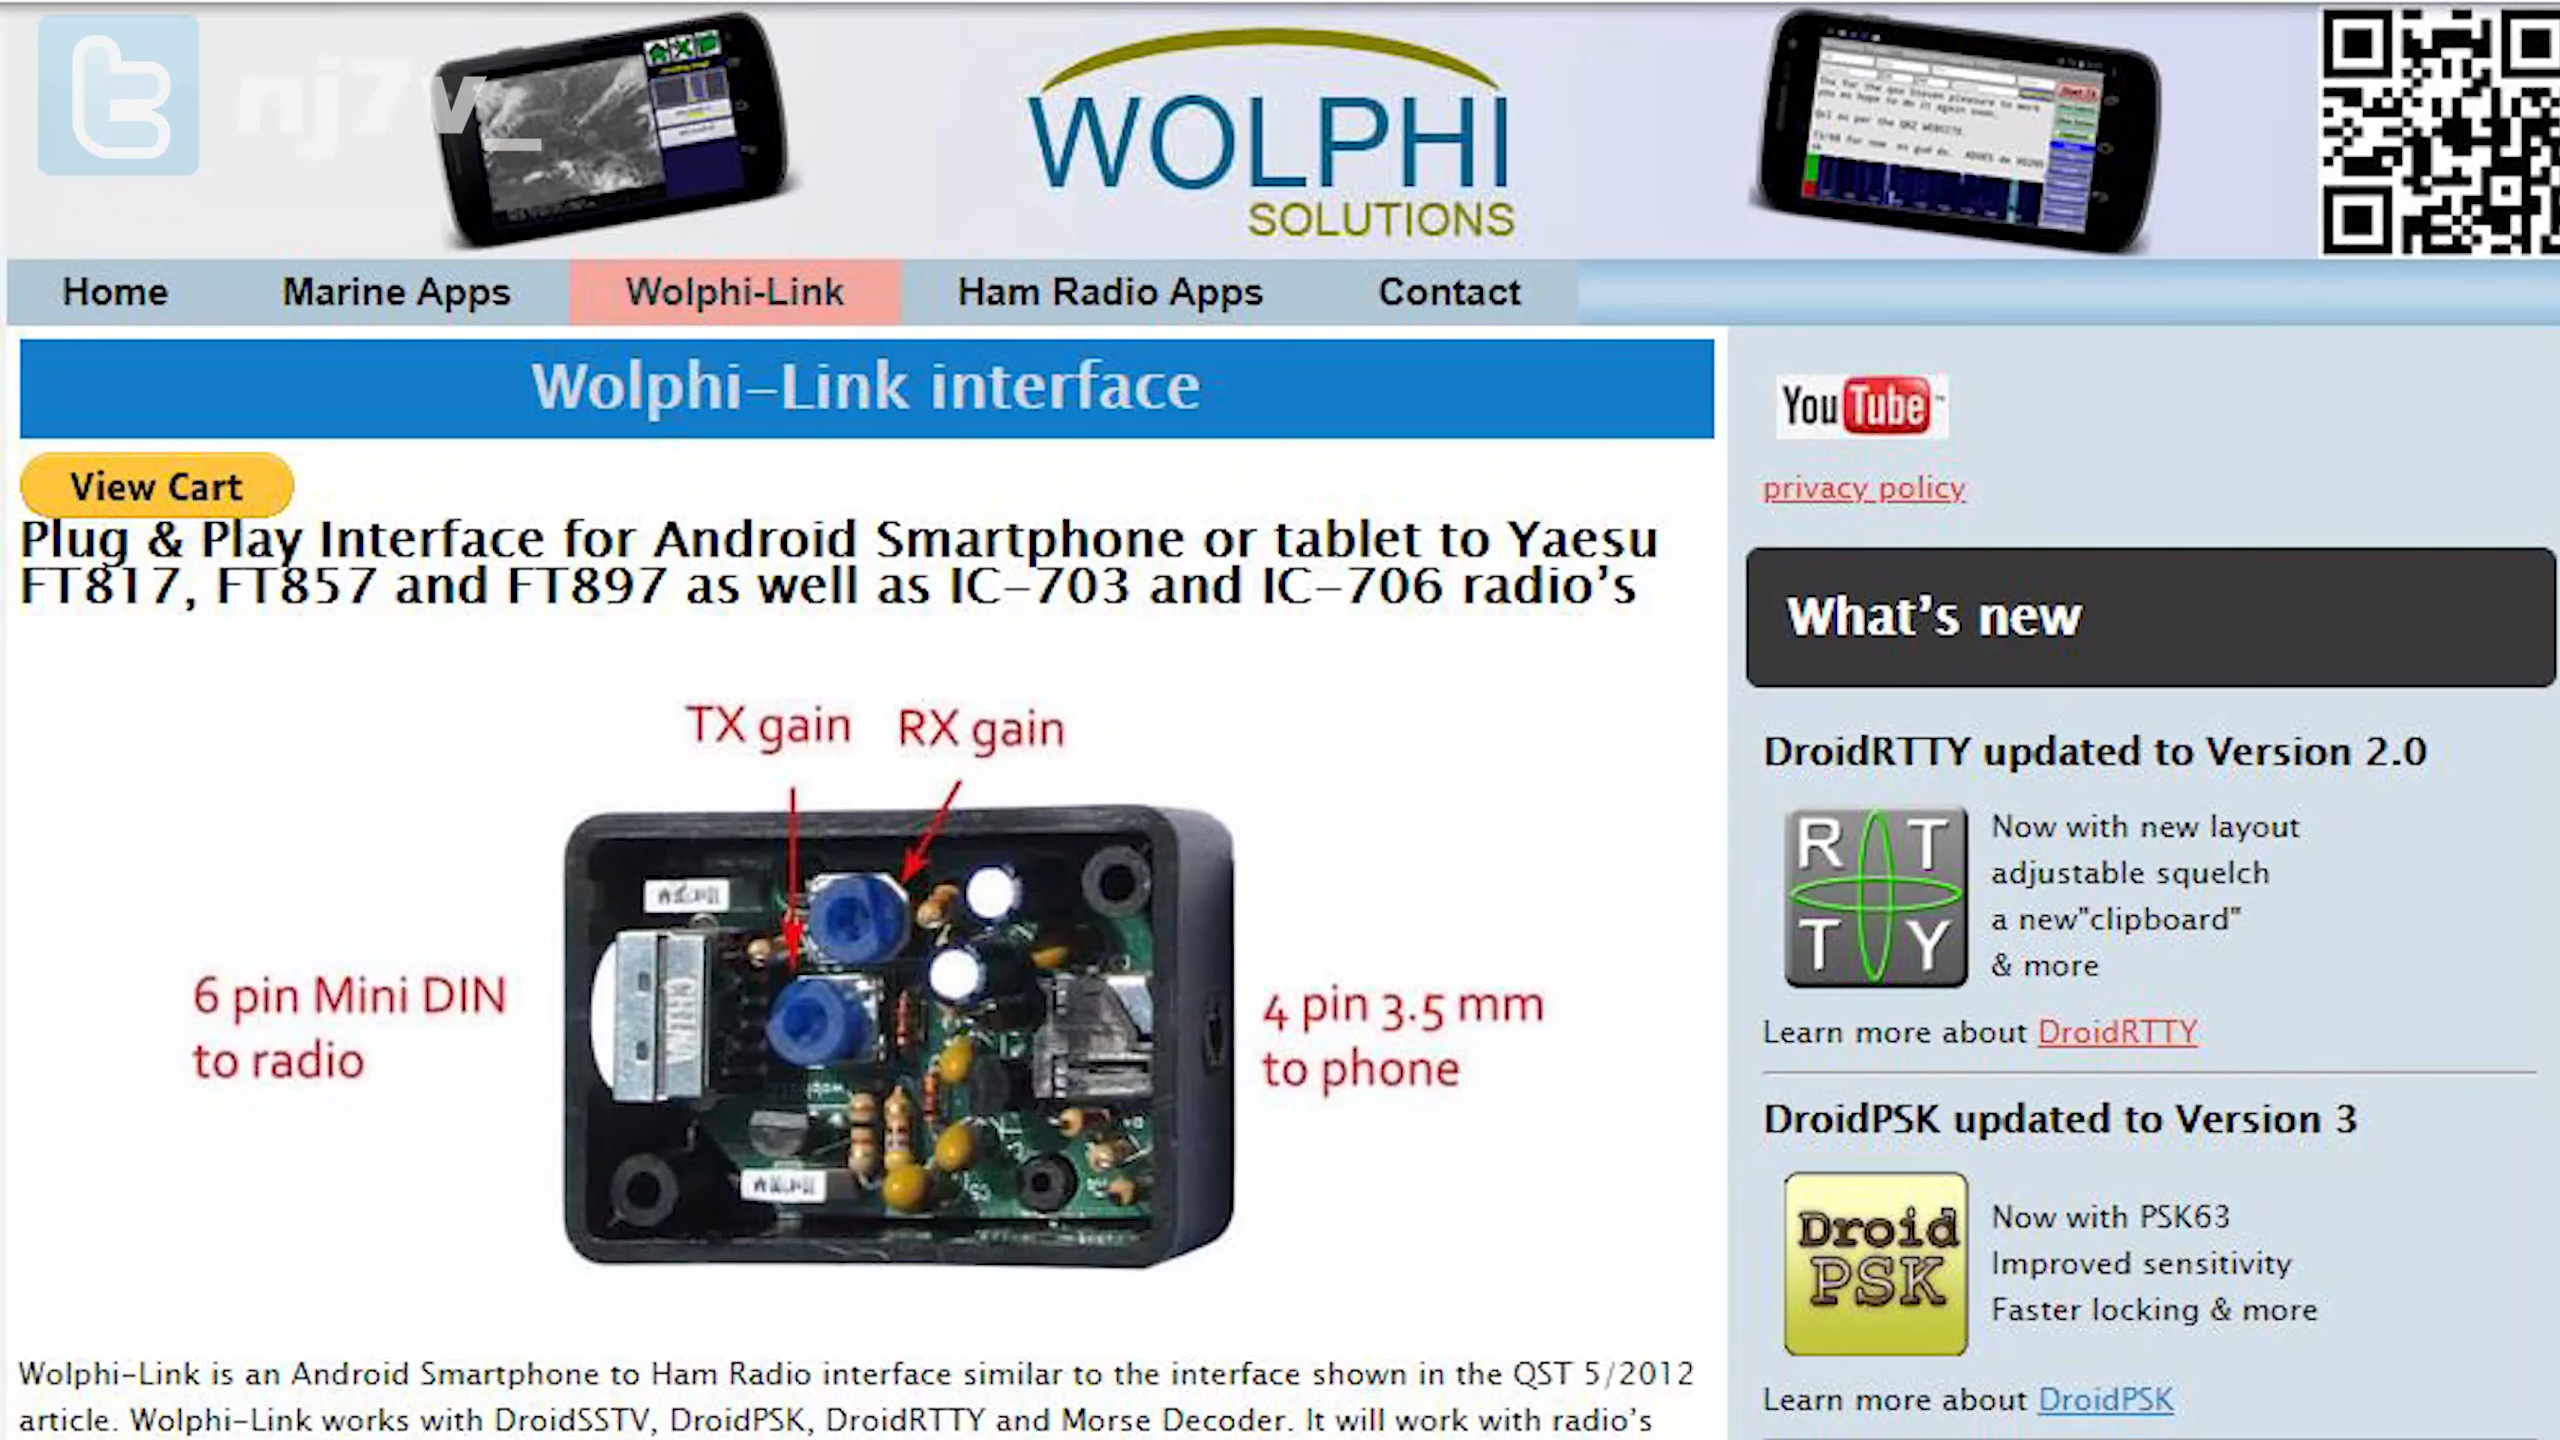 nj7v_
WOLPHI
SOLUTIONS
Home
Marine Apps
Wolphi-Link
Ham Radio Apps
Contact
Wolphi-Link interface
View Cart
Plug & Play Interface for Android Smartphone or tablet to Yaesu
FT817, FT857 and FT897 as well as IC-703 and IC-706 radio's
TX gain
RX gain
6 pin Mini DIN
to radio
4 pin 3.5 mm
to phone
Wolphi-Link is an Android Smartphone to Ham Radio interface similar to the interface shown in the QST 5/2012
article. Wolphi-Link works with DroidSSTV, DroidPSK, DroidRTTY and Morse Decoder. It will work with radio's
You Tube
privacy policy
What's new
DroidRTTY updated to Version 2.0
R T
T Y
Now with new layout
adjustable squelch
a new"clipboard"
& more
Learn more about DroidRTTY
DroidPSK updated to Version 3
Droid
PSK
Now with PSK63
Improved sensitivity
Faster locking & more
Learn more about DroidPSK